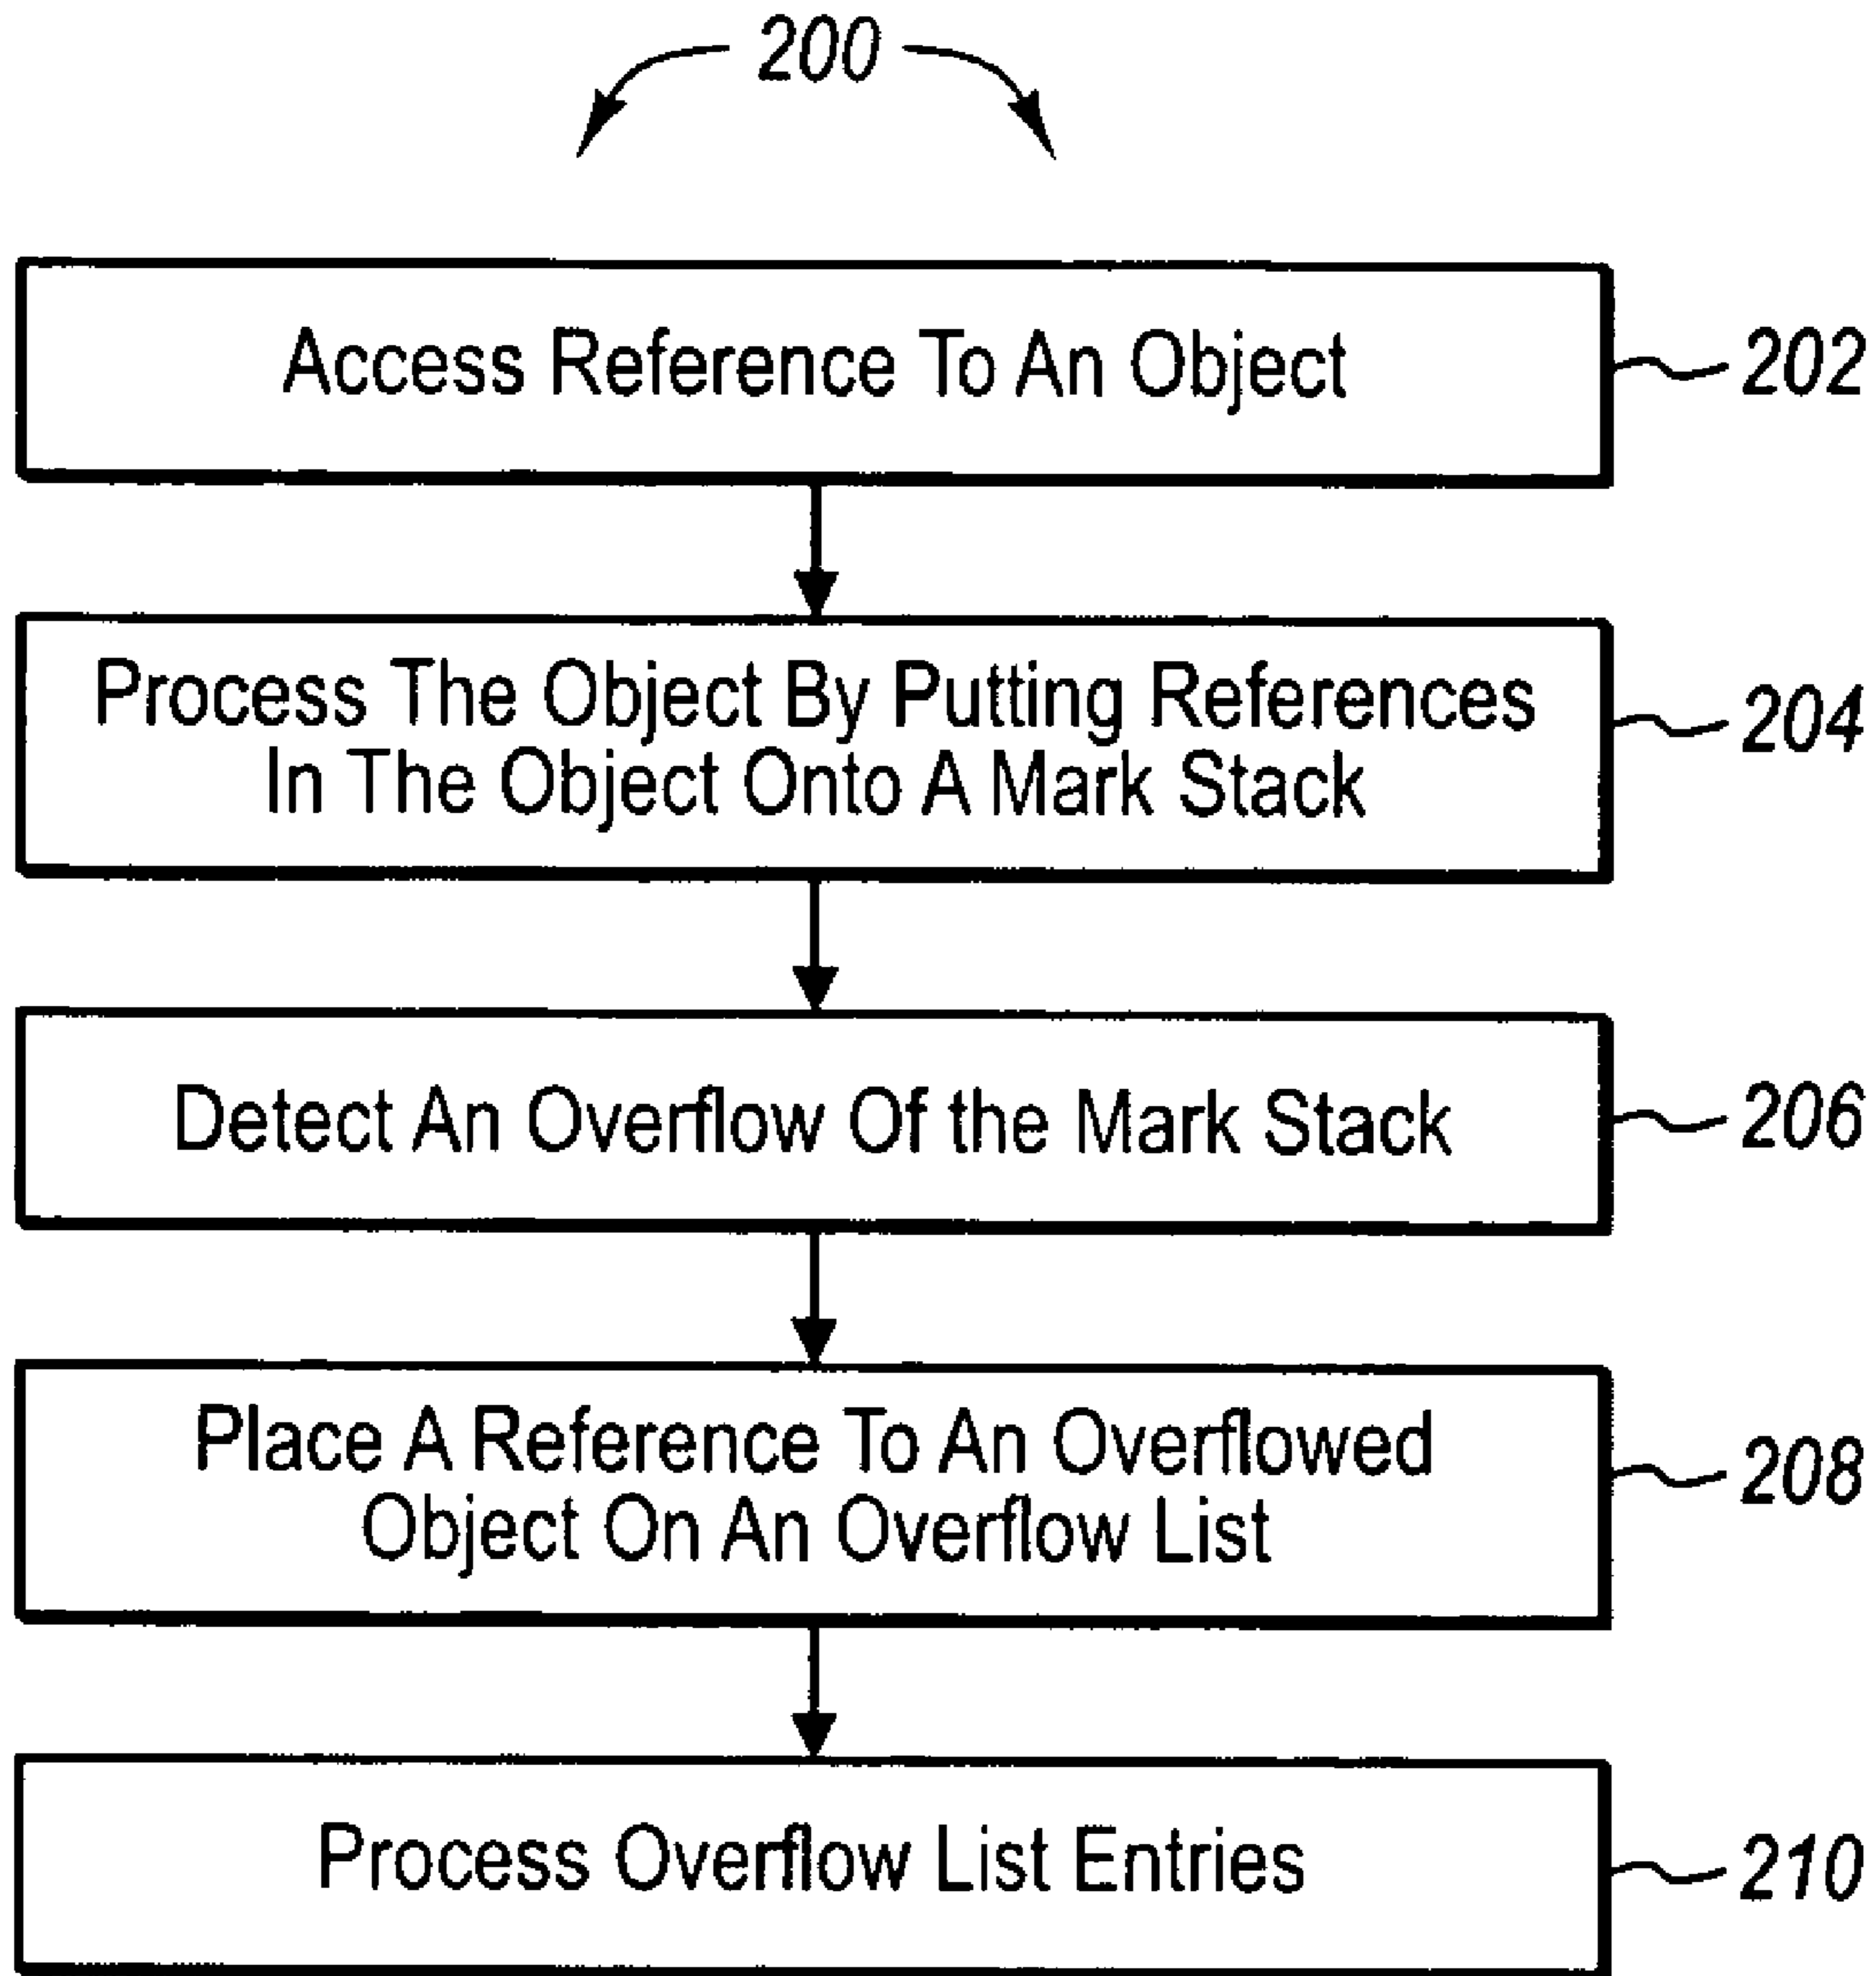 200
Access Reference To An Object
202
Process The Object By Putting References
In The Object Onto A Mark Stack
204
Detect An Overflow Of the Mark Stack
206
Place A Reference To An Overflowed
Object On An Overflow List
208
Process Overflow List Entries
210